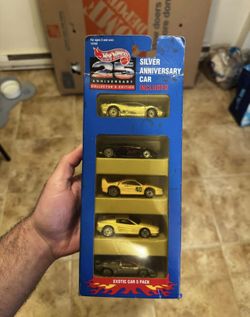 Hot Wheels
25
ANNIVERSARY
COLLECTOR'S EDITION
SILVER
ANNIVERSARY
CAR
INCLUDED
EXOTIC CAR 5 PACK